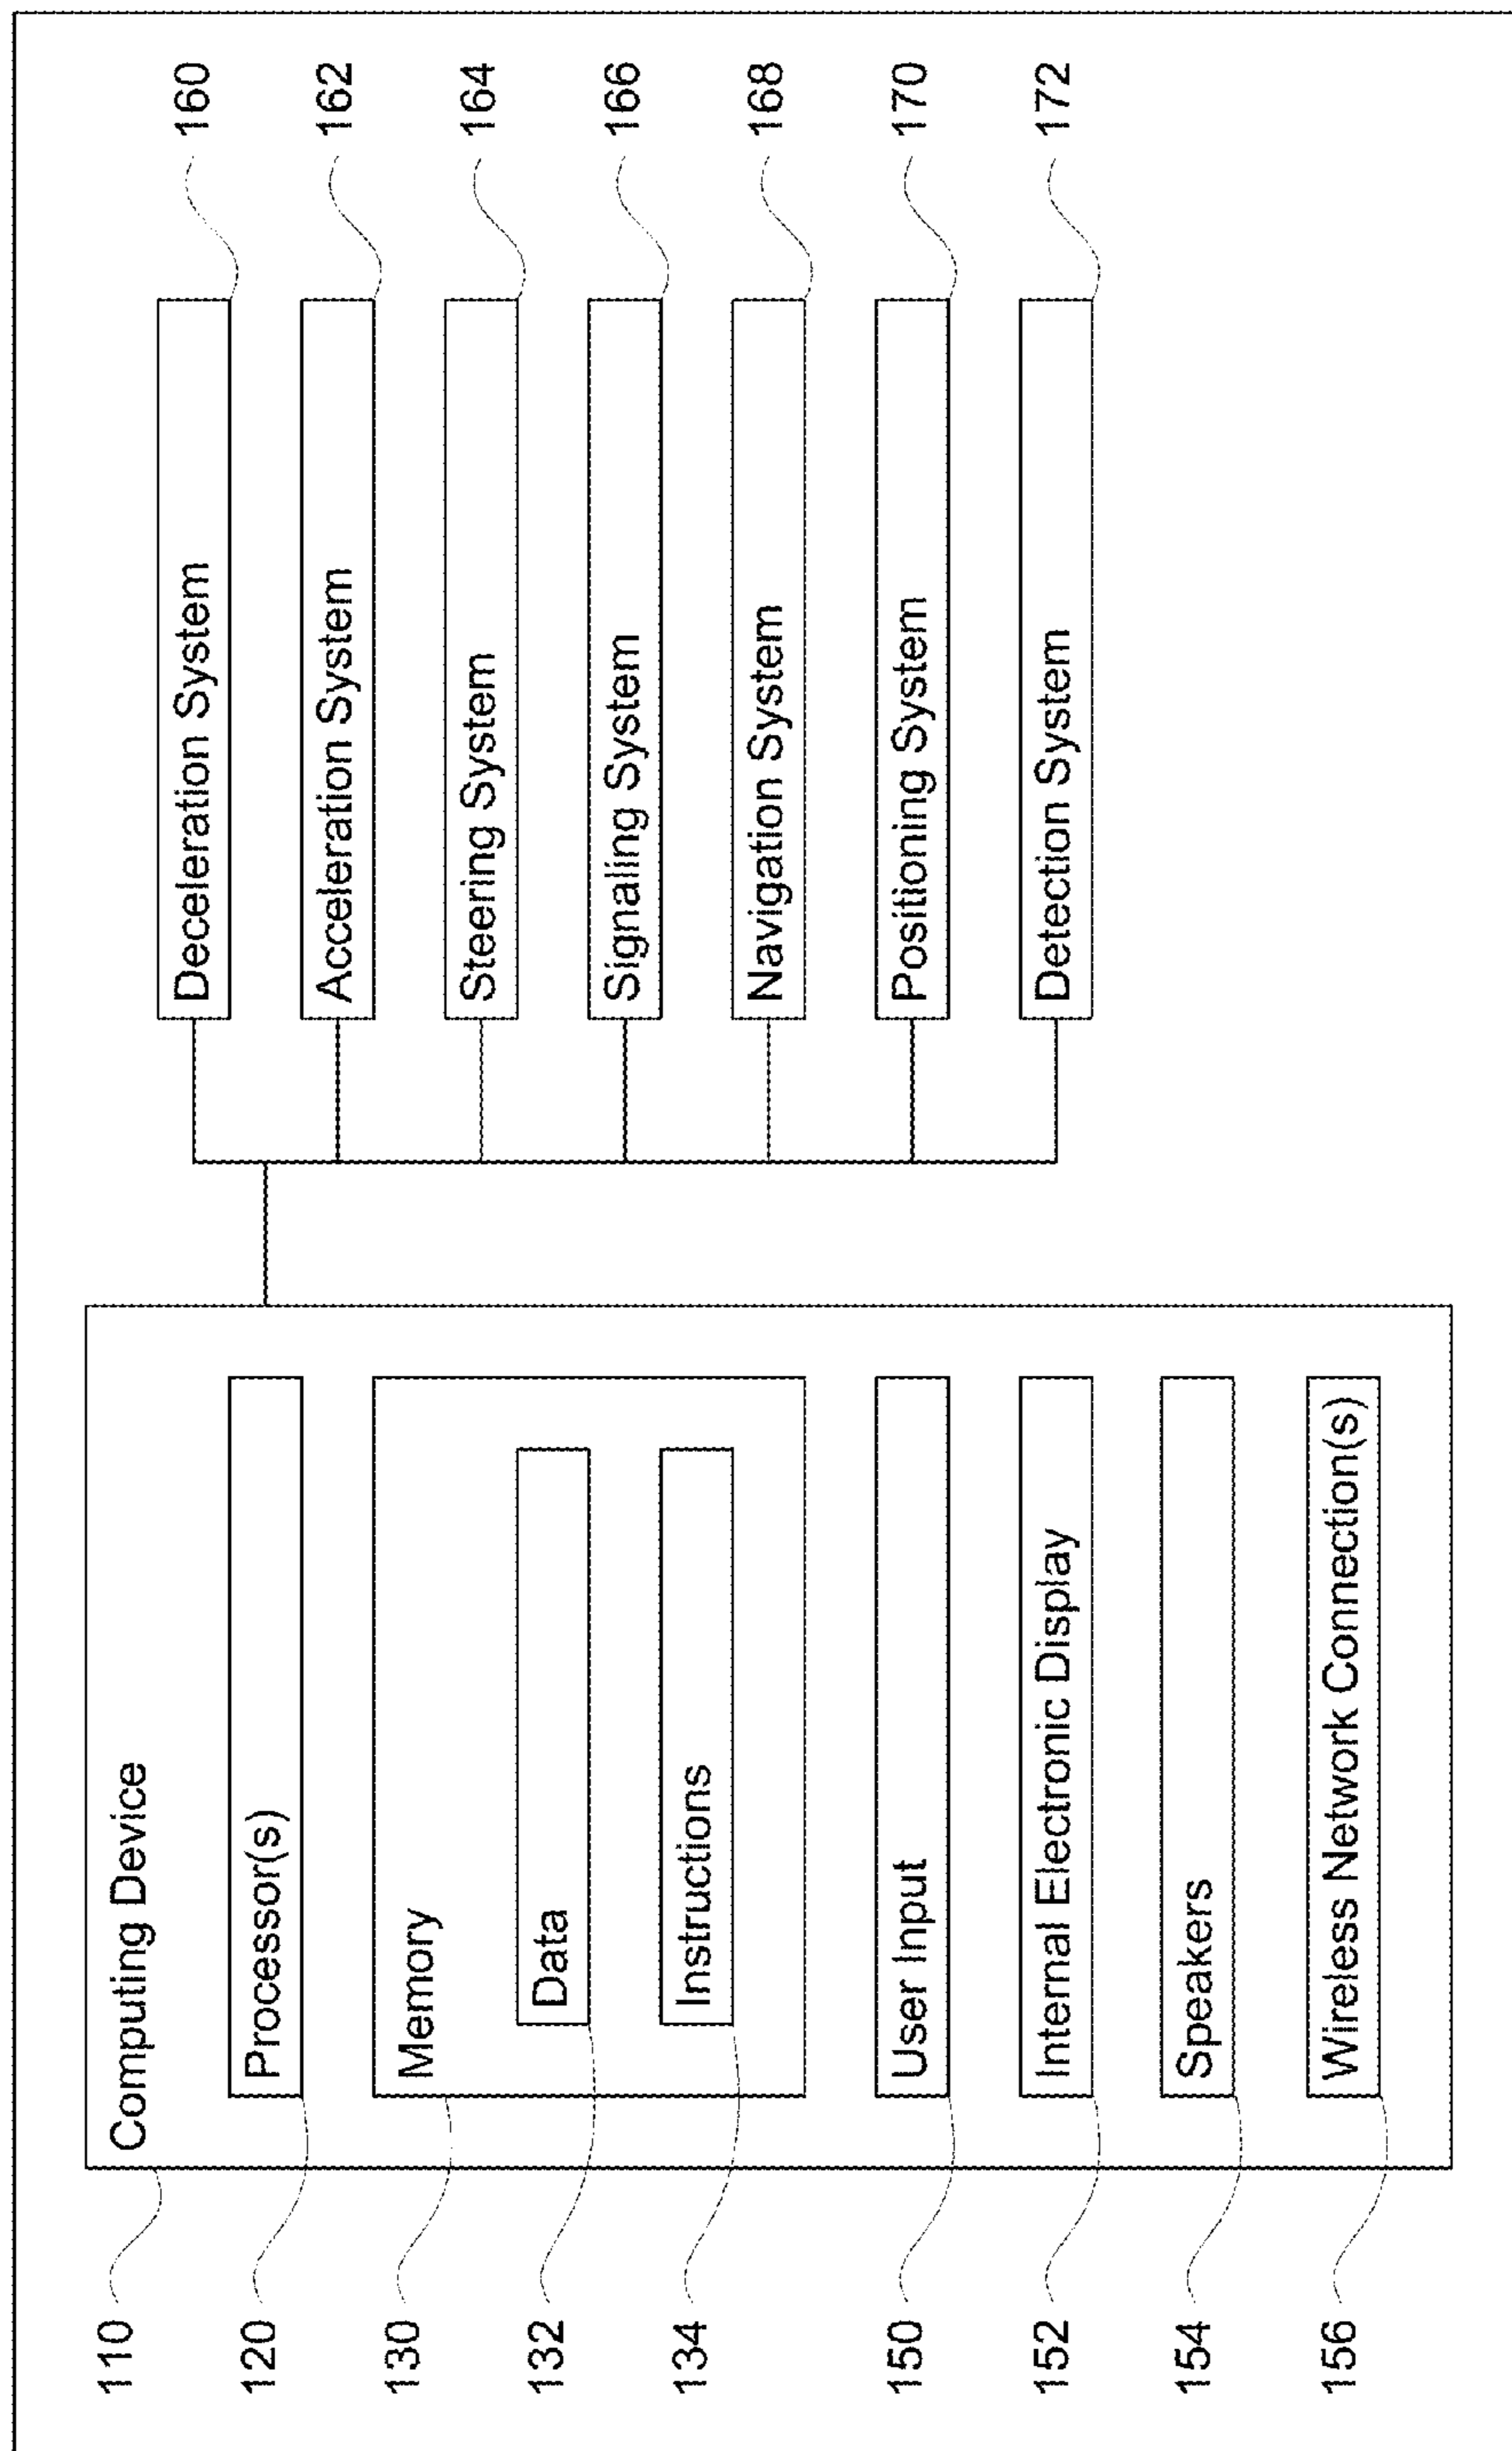 110
Computing Device
120
Processor(s)
130
Memory
132
Data
134
Instructions
150
User Input
152
Internal Electronic Display
154
Speakers
156
Wireless Network Connection(s)
Deceleration System
160
Acceleration System
162
Steering System
164
Signaling System
166
Navigation System
168
Positioning System
170
Detection System
172